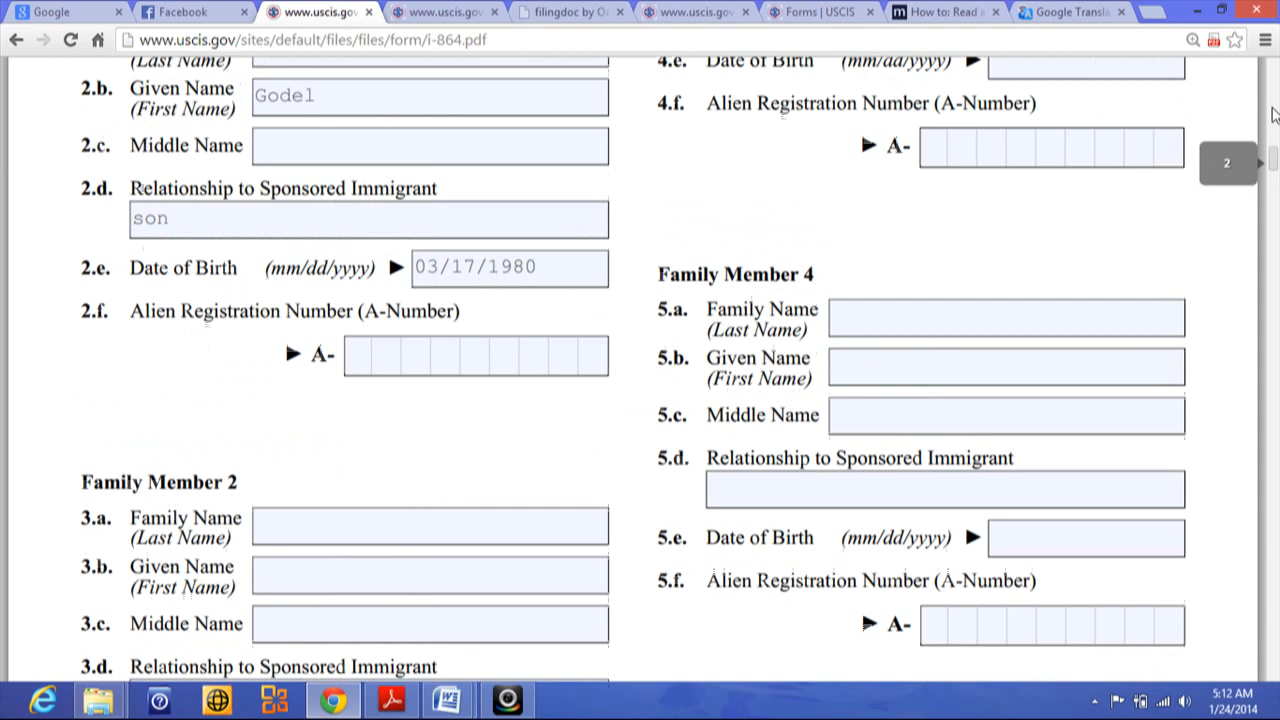 Google
Facebook
www.uscis.gov
www.uscis.gov
filingdoc by O
www.uscis.gov
Forms | USCIS
How to: Read
Google Transla
www.uscis.gov/sites/default/files/files/form/i-864.pdf
(Last Name)
2.b. Given Name
(First Name)
Godel
2.c. Middle Name
2.d. Relationship to Sponsored Immigrant
son
2.e. Date of Birth (mm/dd/yyyy) ► 03/17/1980
2.f. Alien Registration Number (A-Number)
► A-
Family Member 2
3.a. Family Name
(Last Name)
3.b. Given Name
(First Name)
3.c. Middle Name
3.d. Relationship to Sponsored Immigrant
4.e. Date of Birth (mm/dd/yyyy) ►
4.f. Alien Registration Number (A-Number)
► A-
2
Family Member 4
5.a. Family Name
(Last Name)
5.b. Given Name
(First Name)
5.c. Middle Name
5.d. Relationship to Sponsored Immigrant
5.e. Date of Birth (mm/dd/yyyy) ►
5.f. Alien Registration Number (A-Number)
► A-
5:12 AM
1/24/2014